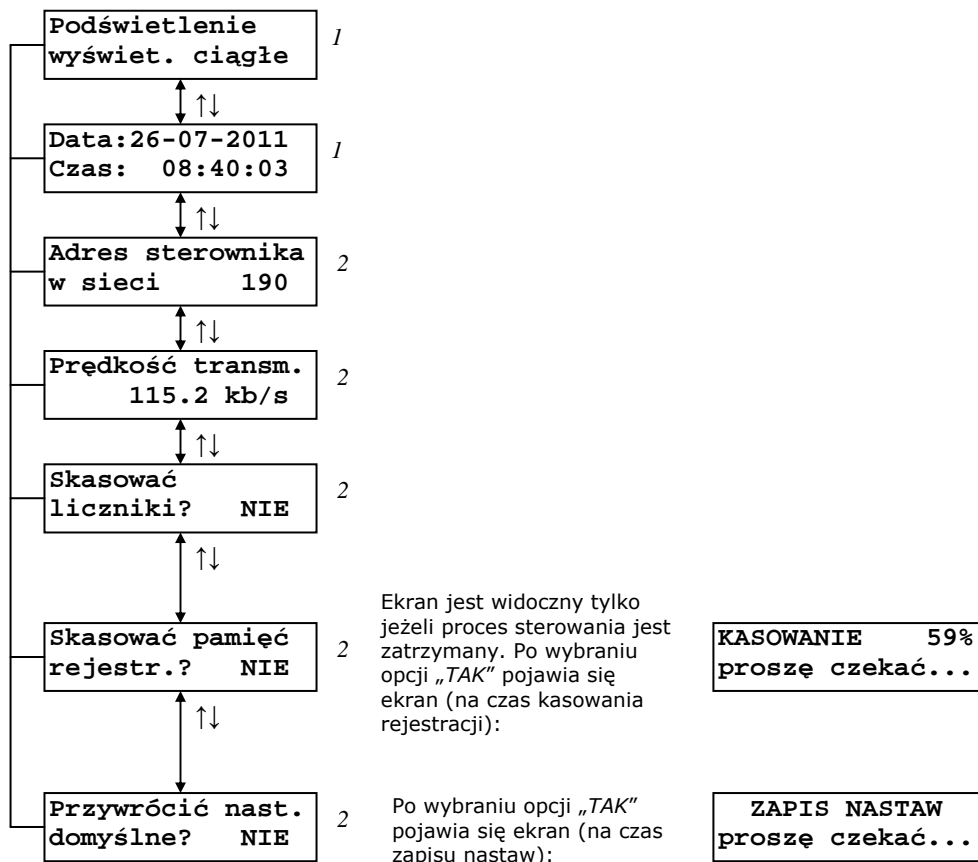 Podświetlenie
wyświet. ciągłe
1
↑↓
Data:26-07-2011
Czas: 08:40:03
1
↑↓
Adres sterownika
w sieci 190
2
↑↓
Prędkość transm.
115.2 kb/s
2
↑↓
Skasować
liczniki? NIE
2
↑↓
Skasować pamięć
rejestr.? NIE
2
Ekran jest widoczny tylko
jeżeli proces sterowania jest
zatrzymany. Po wybraniu
opcji „TAK” pojawia się
ekran (na czas kasowania
rejestracji):
KASOWANIE 59%
proszę czekać...
↑↓
Przywrócić nast.
domyślne? NIE
2
Po wybraniu opcji „TAK”
pojawia się ekran (na czas
zapisu nastaw):
ZAPIS NASTAW
proszę czekać...